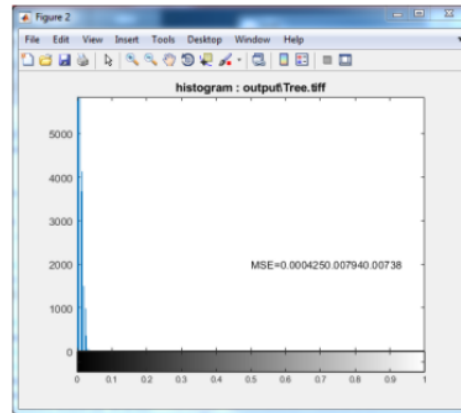 Figure 2
File Edit View Insert Tools Desktop Window Help
histogram : output\Tree.tiff
5000
4000
3000
2000
1000
0
MSE=0.0004250.007940.00738
0 0.1 0.2 0.3 0.4 0.5 0.6 0.7 0.8 0.9 1